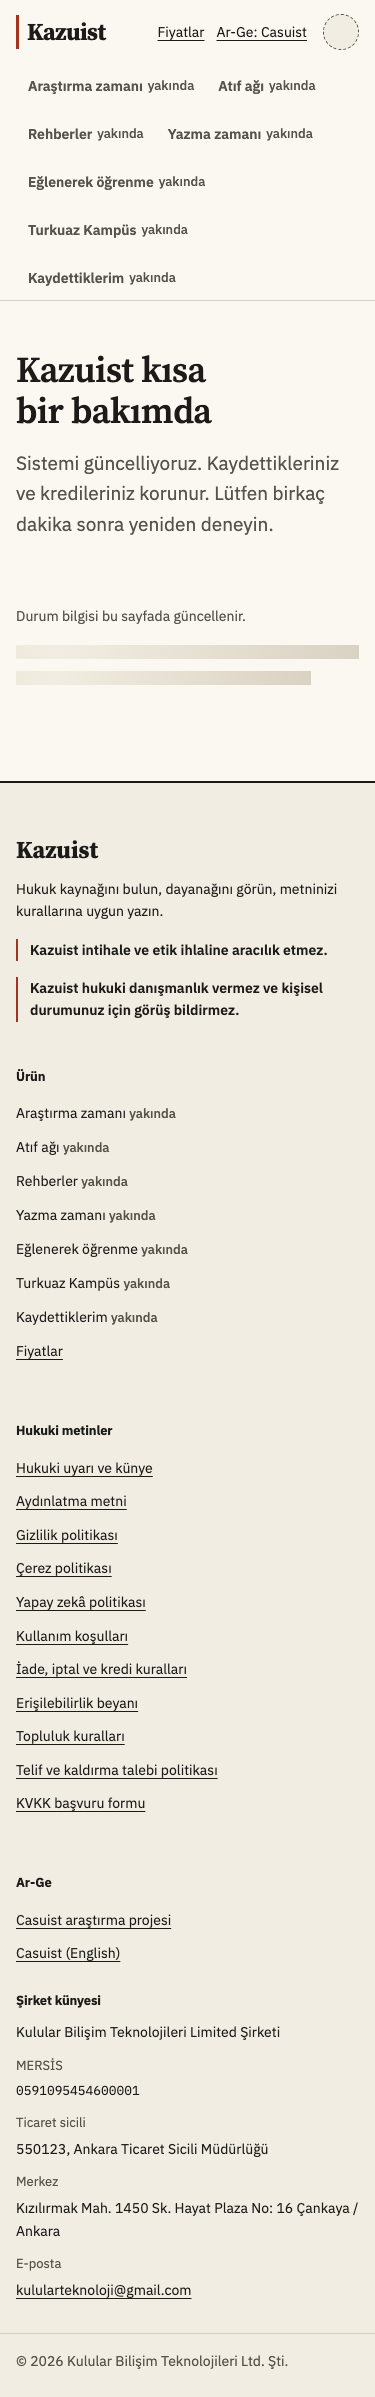 Kazuist
Fiyatlar Ar-Ge: Casuist
Araştırma zamanı yakında Atıf ağı yakında
Rehberler yakında Yazma zamanı yakında
Eğlenerek öğrenme yakında
Turkuaz Kampüs yakında
Kaydettiklerim yakında
Kazuist kısa
bir bakımda
Sistemi güncelliyoruz. Kaydettikleriniz
ve kredileriniz korunur. Lütfen birkaç
dakika sonra yeniden deneyin.
Durum bilgisi bu sayfada güncellenir.
Kazuist
Hukuk kaynağını bulun, dayanağını görün, metninizi
kurallarına uygun yazın.
Kazuist intihale ve etik ihlaline aracılık etmez.
Kazuist hukuki danışmanlık vermez ve kişisel
durumunuz için görüş bildirmez.
Ürün
Araştırma zamanı yakında
Atıf ağı yakında
Rehberler yakında
Yazma zamanı yakında
Eğlenerek öğrenme yakında
Turkuaz Kampüs yakında
Kaydettiklerim yakında
Fiyatlar
Hukuki metinler
Hukuki uyarı ve künye
Aydınlatma metni
Gizlilik politikası
Çerez politikası
Yapay zekâ politikası
Kullanım koşulları
İade, iptal ve kredi kuralları
Erişilebilirlik beyanı
Topluluk kuralları
Telif ve kaldırma talebi politikası
KVKK başvuru formu
Ar-Ge
Casuist araştırma projesi
Casuist (English)
Şirket künyesi
Kulular Bilişim Teknolojileri Limited Şirketi
MERSİS
0591095454600001
Ticaret sicili
550123, Ankara Ticaret Sicili Müdürlüğü
Merkez
Kızılırmak Mah. 1450 Sk. Hayat Plaza No: 16 Çankaya /
Ankara
E-posta
kulularteknoloji@gmail.com
© 2026 Kulular Bilişim Teknolojileri Ltd. Şti.